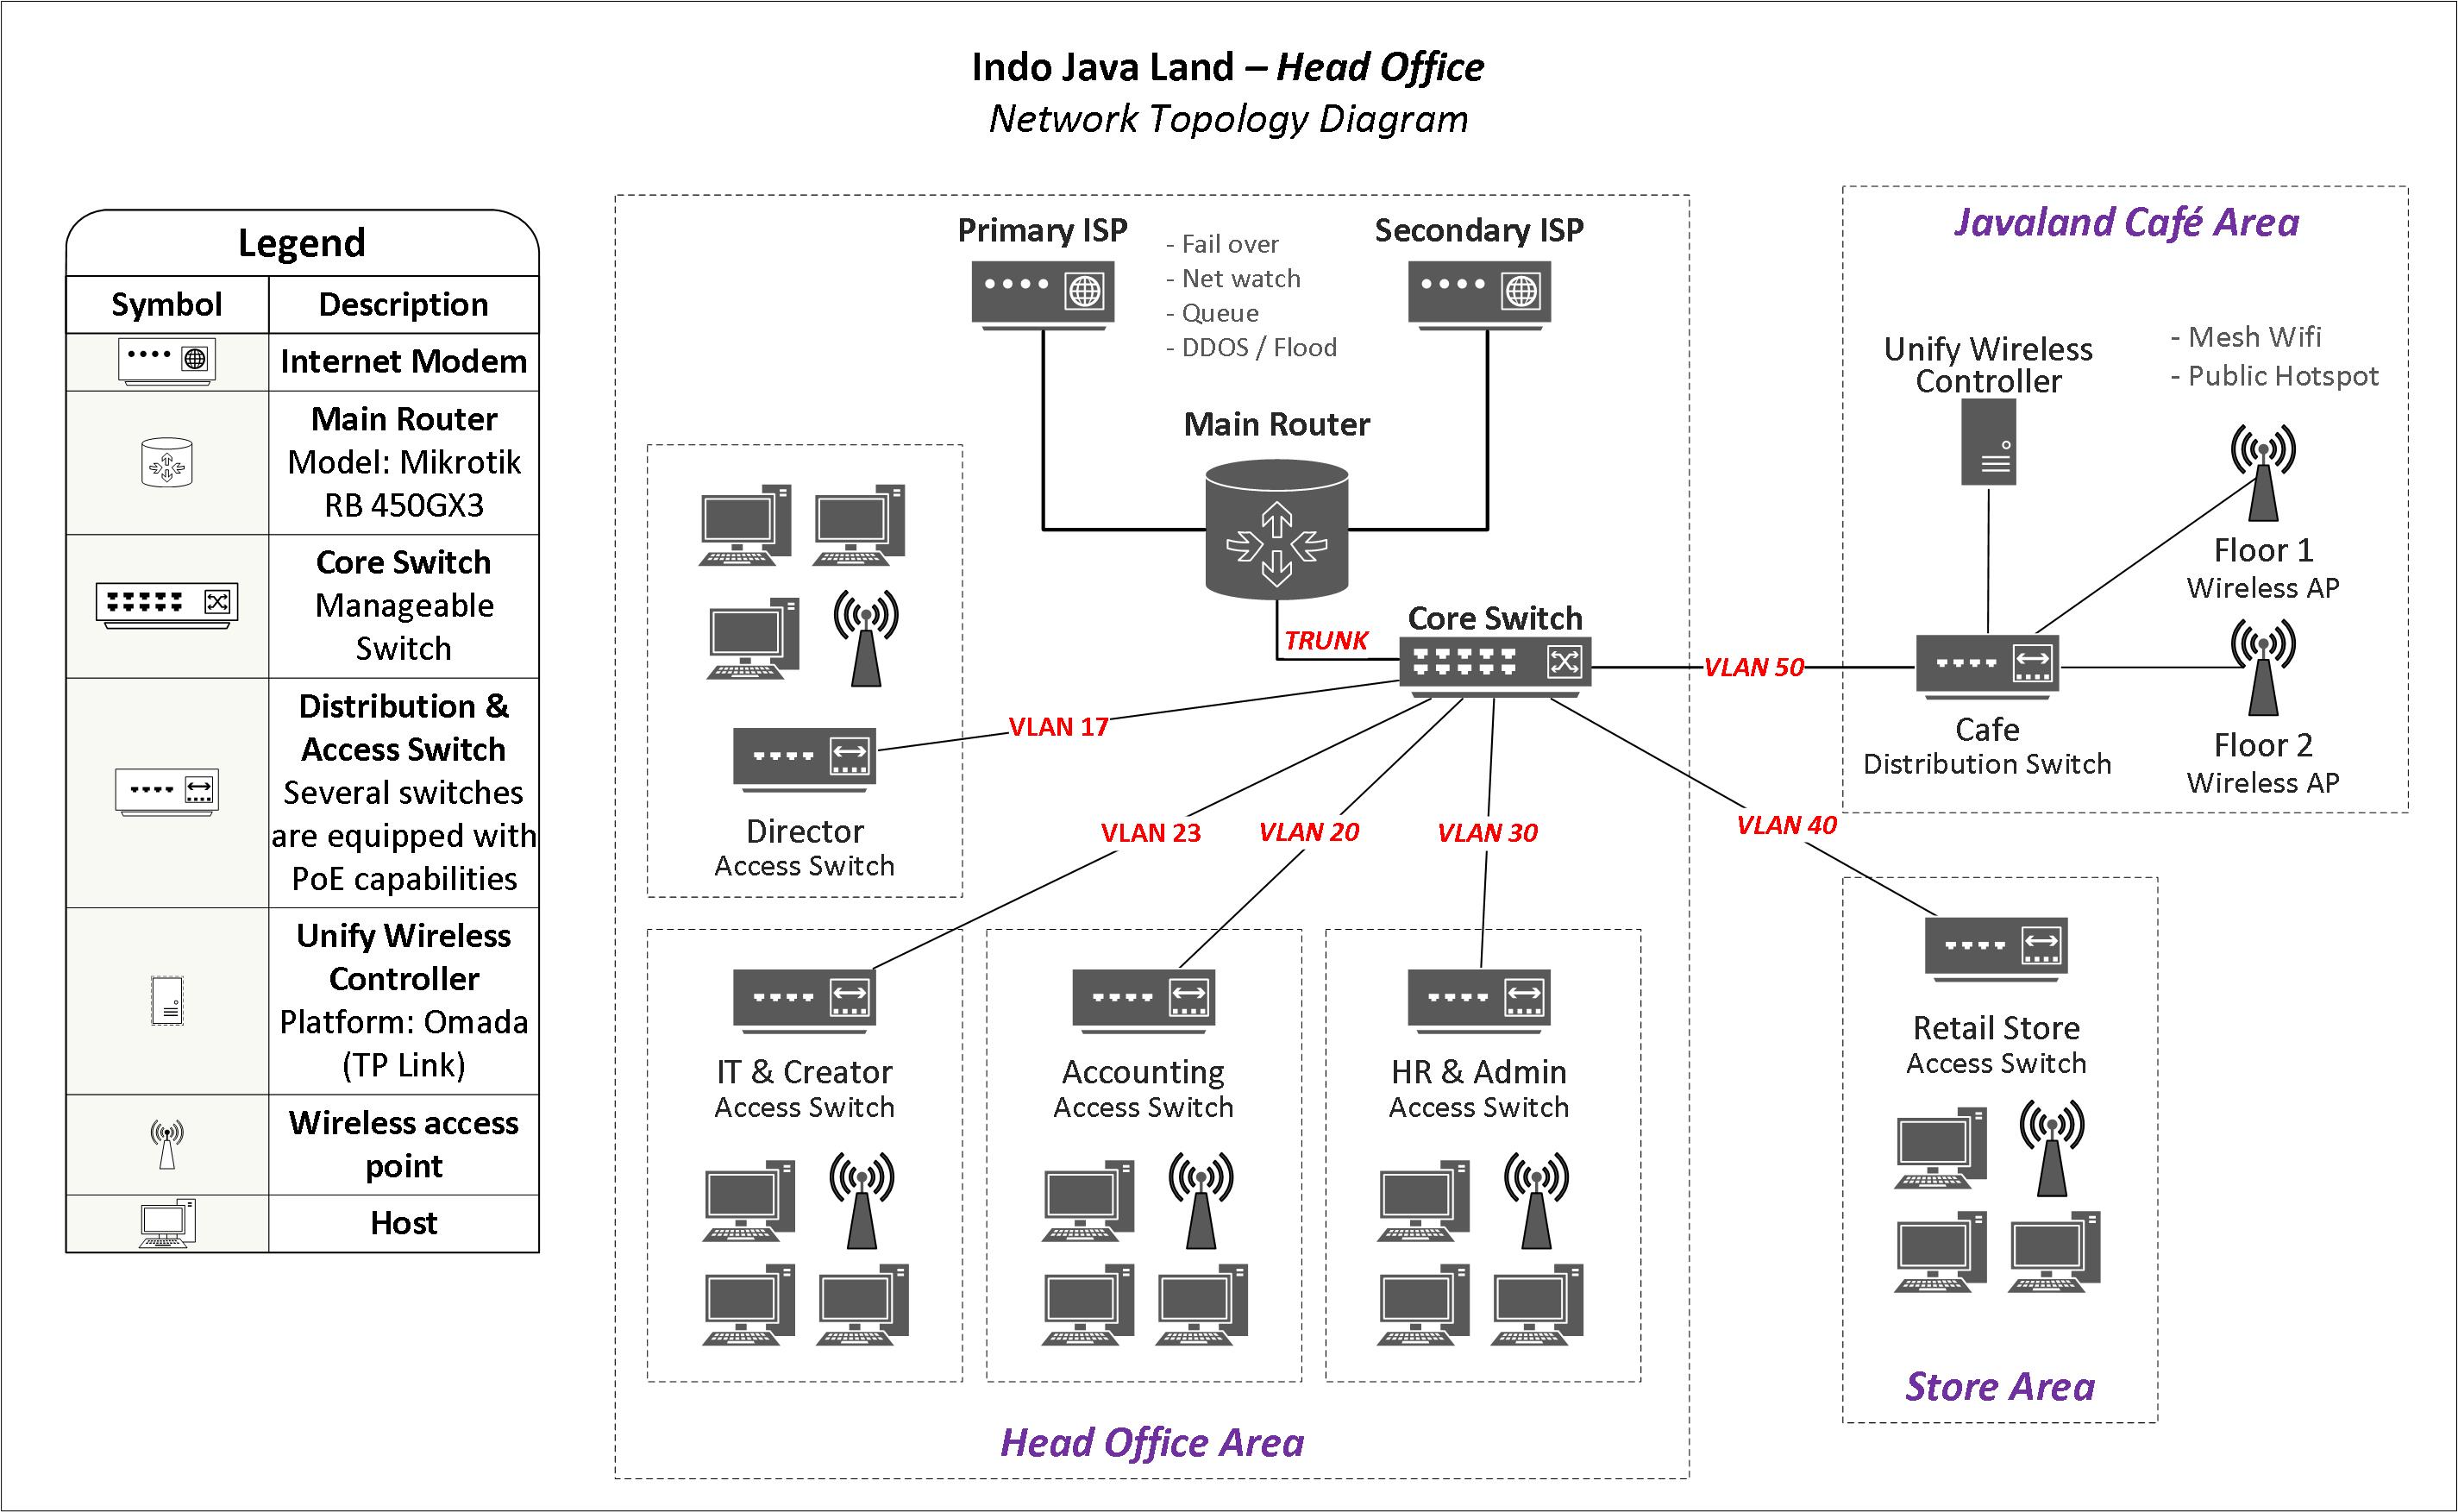 Indo Java Land – Head Office
Network Topology Diagram
Legend
Symbol
Description
Internet Modem
Main Router
Model: Mikrotik
RB 450GX3
Core Switch
Manageable
Switch
Distribution &
Access Switch
Several switches
are equipped with
PoE capabilities
Unify Wireless
Controller
Platform: Omada
(TP Link)
Wireless access
point
Host
Primary ISP
- Fail over
- Net watch
- Queue
- DDOS / Flood
Secondary ISP
Main Router
TRUNK
Core Switch
VLAN 17
VLAN 23
VLAN 20
VLAN 30
VLAN 40
VLAN 50
Director
Access Switch
IT & Creator
Access Switch
Accounting
Access Switch
HR & Admin
Access Switch
Head Office Area
Javaland Café Area
Unify Wireless
Controller
- Mesh Wifi
- Public Hotspot
Floor 1
Wireless AP
Floor 2
Wireless AP
Cafe
Distribution Switch
Retail Store
Access Switch
Store Area